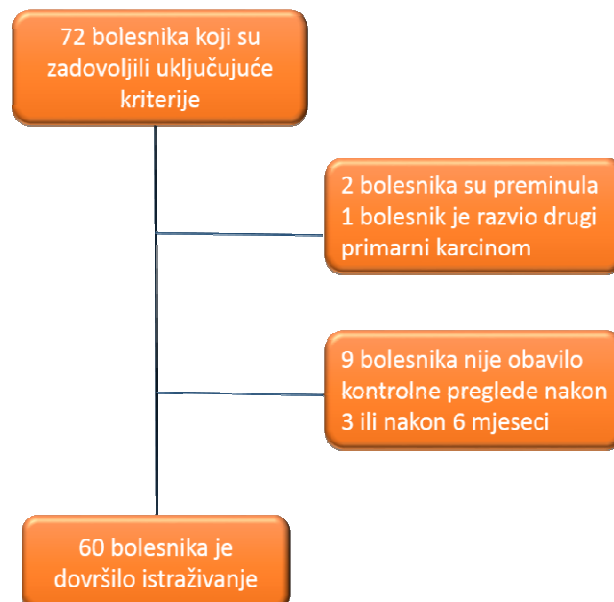 72 bolesnika koji su
zadovoljili uključujuće
kriterije
2 bolesnika su preminula
1 bolesnik je razvio drugi
primarni karcinom
9 bolesnika nije obavilo
kontrolne preglede nakon
3 ili nakon 6 mjeseci
60 bolesnika je
dovršilo istraživanje